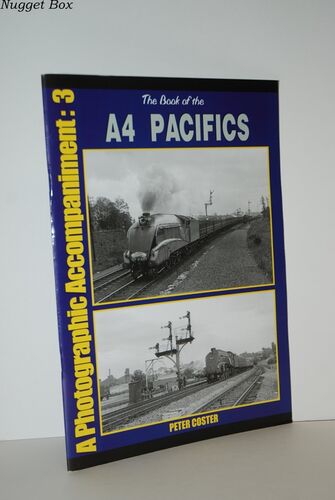 Nugget Box
A Photographic Accompaniment: 3
The Book of the
A4 PACIFICS
PETER COSTER